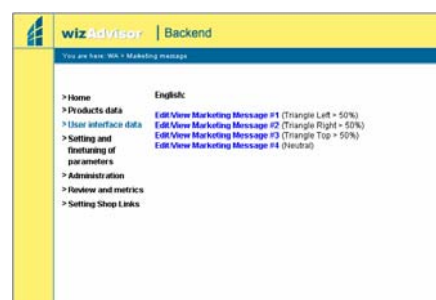 wizAdvisor | Backend
You are here: WA > Marketing message
> Home
> Products data
> User interface data
> Setting and
finetuning of
parameters
> Administration
> Review and metrics
> Setting Shop Links
English:
Edit/View Marketing Message #1 (Triangle Left > 50%)
Edit/View Marketing Message #2 (Triangle Right > 50%)
Edit/View Marketing Message #3 (Triangle Top > 50%)
Edit/View Marketing Message #4 (Neutral)